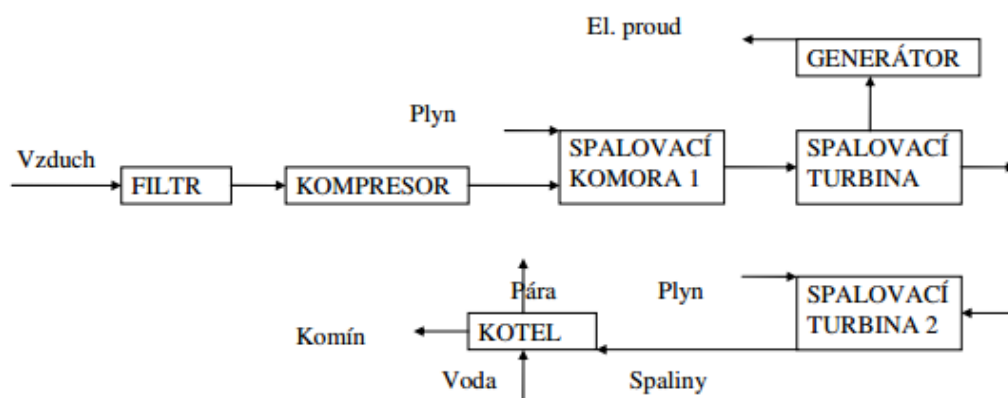 El. proud
GENERÁTOR
Plyn
Vzduch
FILTR
KOMPRESOR
SPALOVACÍ
KOMORA 1
SPALOVACÍ
TURBINA
Pára
Plyn
SPALOVACÍ
TURBINA 2
Komín
KOTEL
Voda
Spaliny